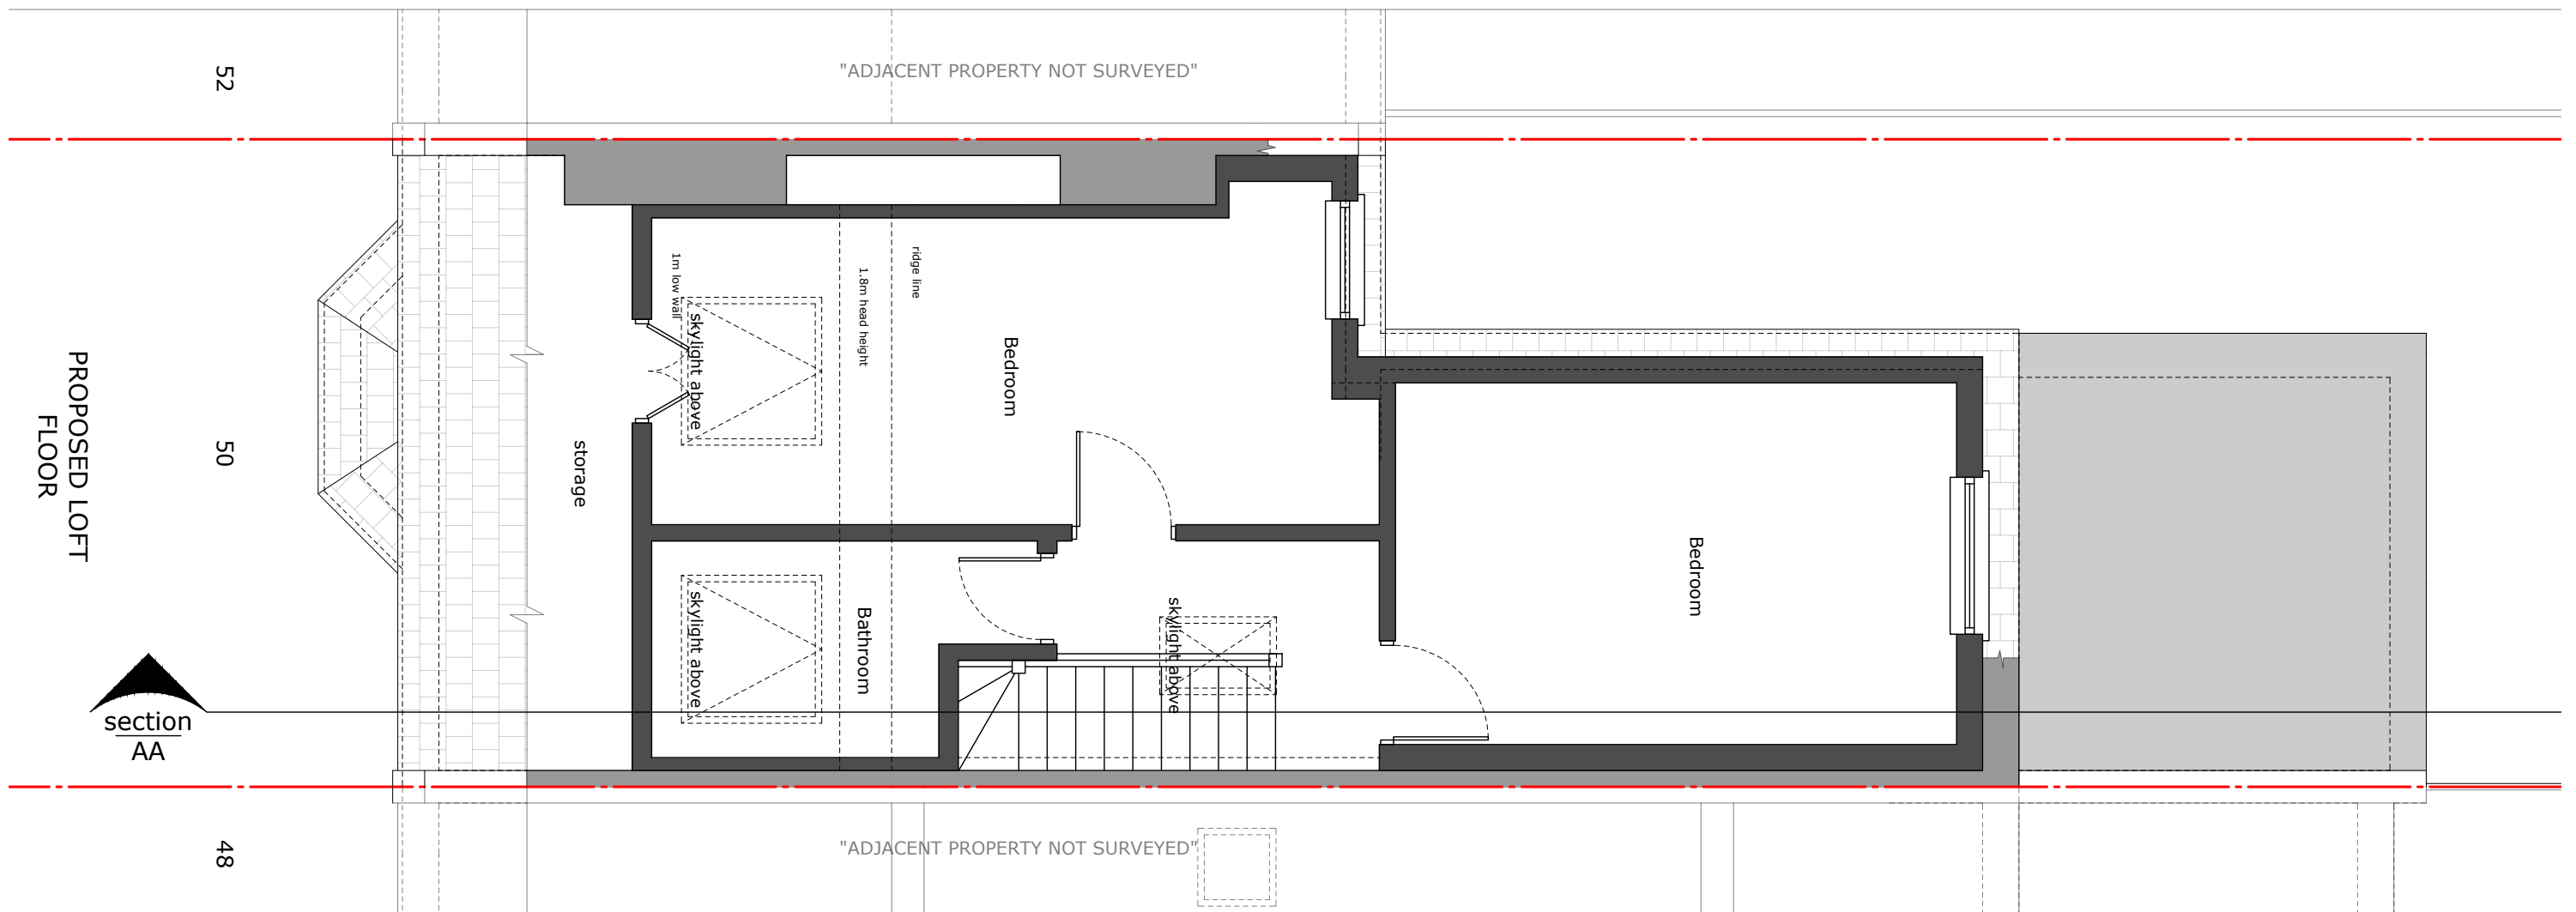 52
"ADJACENT PROPERTY NOT SURVEYED"
1m low wall
skylight above
1.8m head height
ridge line
Bedroom
PROPOSED LOFT
FLOOR
50
storage
Bedroom
skylight above
Bathroom
skylight above
section
AA
48
"ADJACENT PROPERTY NOT SURVEYED"